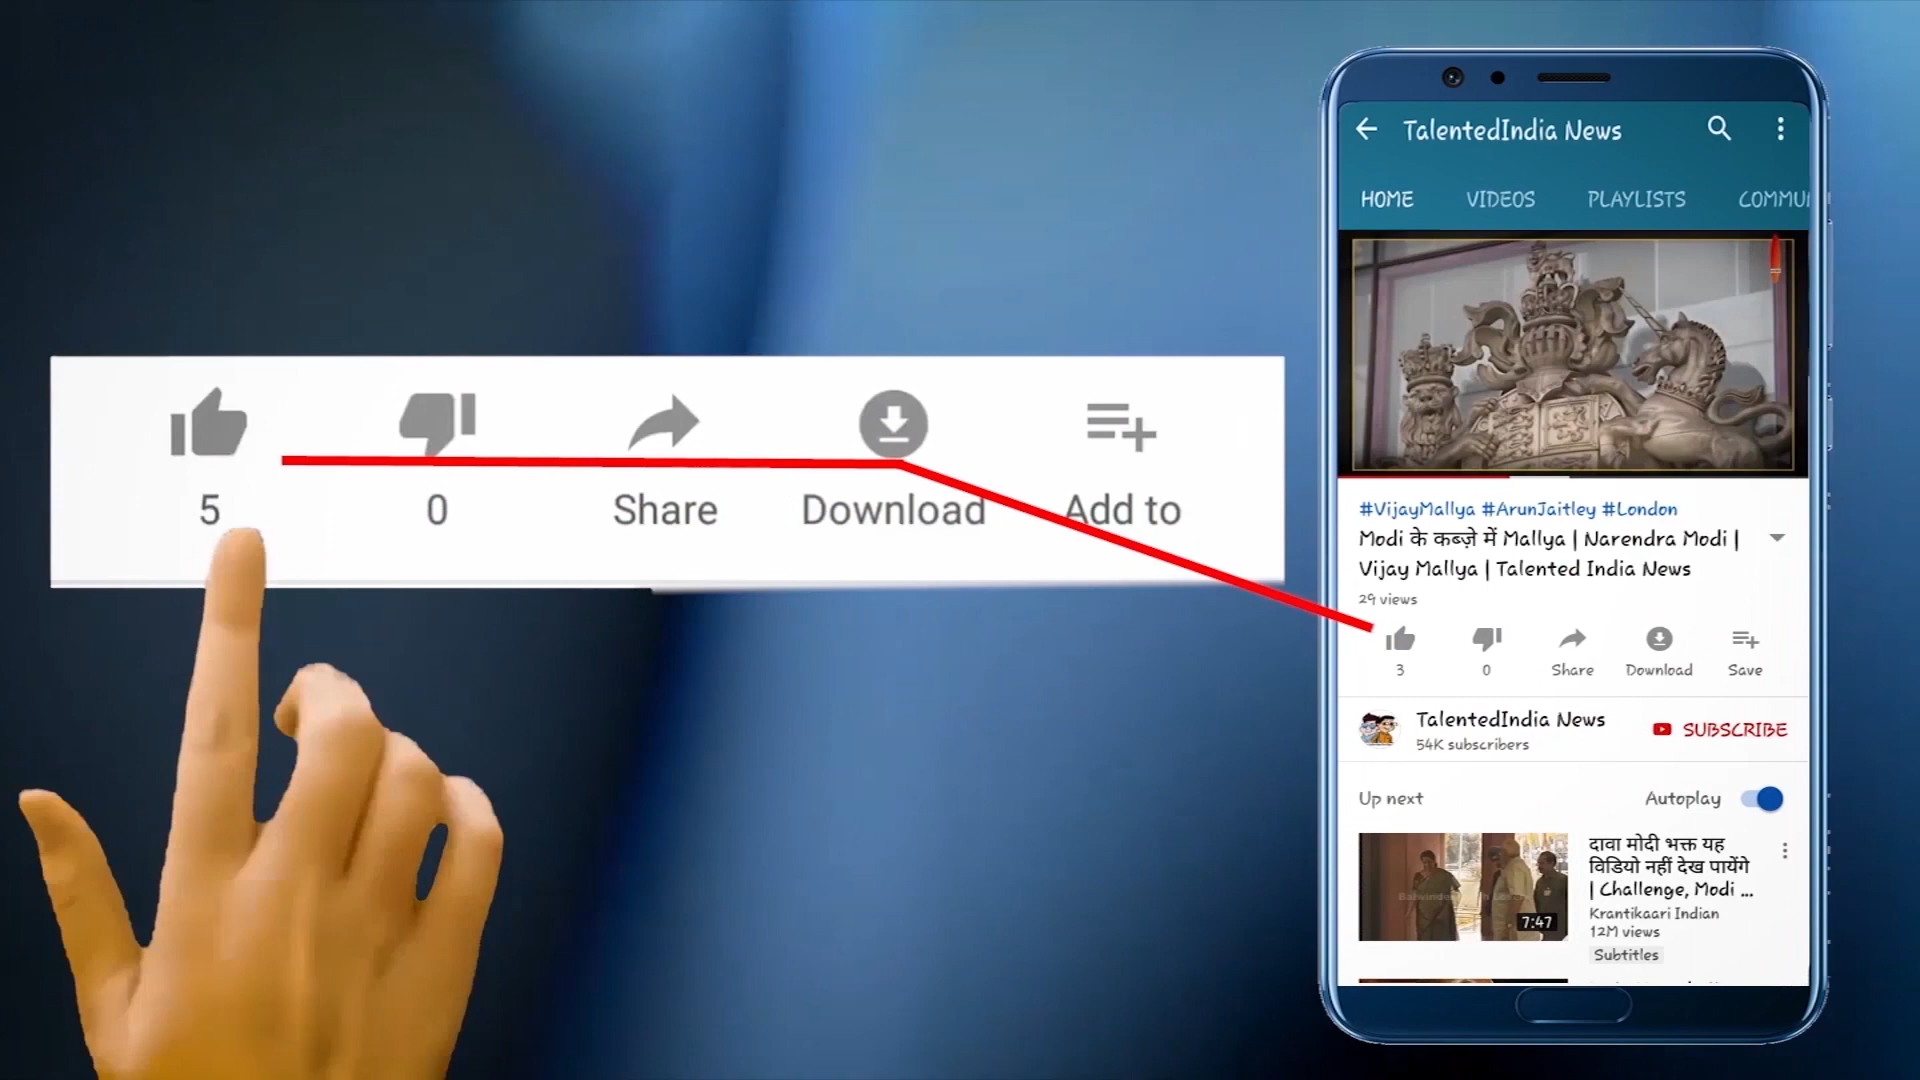 5
0
Share
Download
Add to
TalentedIndia News
HOME
VIDEOS
PLAYLISTS
#VijayMallya #ArunJaitley #London
Modi के कब्ज़े में Mallya | Narendra Modi |
Vijay Mallya | Talented India News
29 views
3
0
Share
Download
Save
TalentedIndia News
54K subscribers
SUBSCRIBE
Up next
Autoplay
7:47
दावा मोदी भक्त यह
विडियो नहीं देख पायेंगे
| Challenge, Modi ...
Krantikaari Indian
12M views
Subtitles